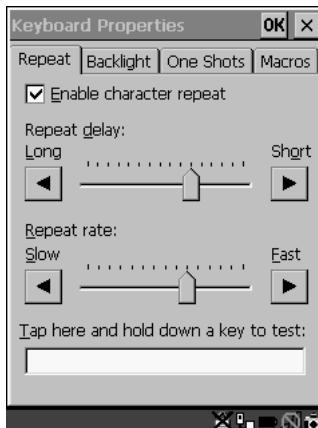 Keyboard Properties OK ×
Repeat Backlight One Shots Macros
Enable character repeat
Repeat delay:
Long Short
Repeat rate:
Slow Fast
Tap here and hold down a key to test: